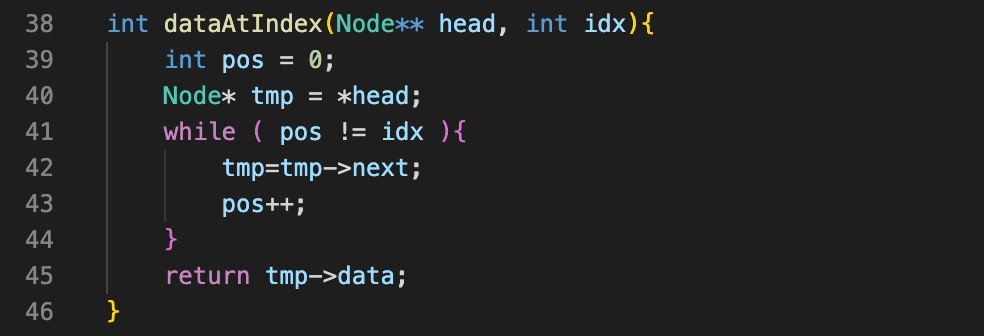 38 int dataAtIndex(Node** head, int idx){
39     int pos = 0;
40     Node* tmp = *head;
41     while ( pos != idx ){
42         tmp=tmp->next;
43         pos++;
44     }
45     return tmp->data;
46 }